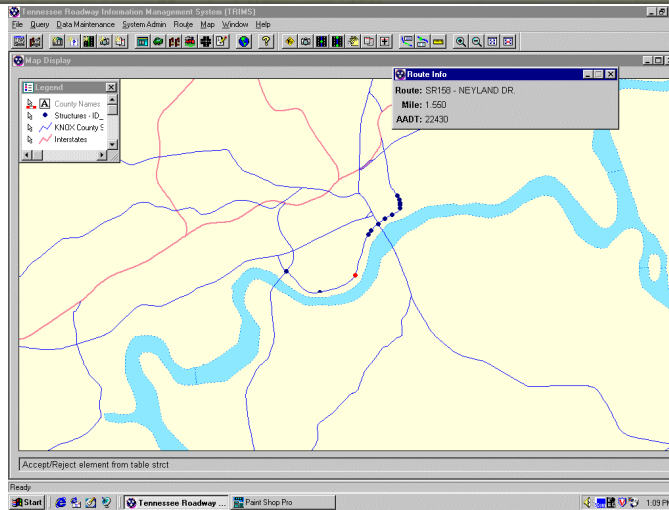 Tennessee Roadway Information Management System (TRIMS)
File Query Data Maintenance System Admin Route Map Window Help
Map Display
Legend
County Names
Structures - ID_
KNOX County S
Interstates
Route Info
Route: SR158 - NEYLAND DR.
Mile: 1.550
AADT: 22430
Accept/Reject element from table strct
Ready
Start
Tennessee Roadway ...
Paint Shop Pro
1:09 PM